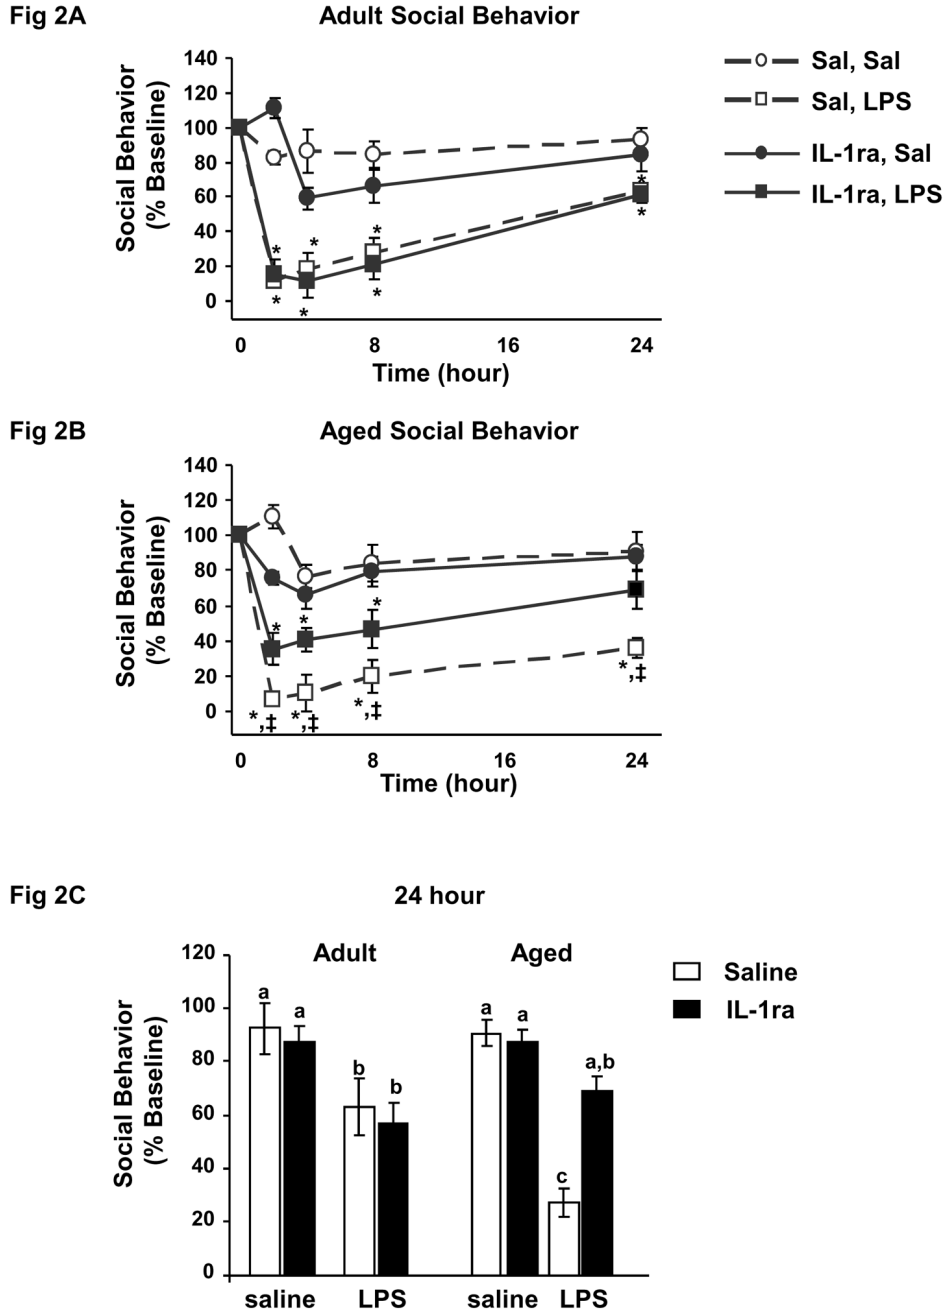 Fig 2A
Adult Social Behavior
Social Behavior
(% Baseline)
140
120
100
80
60
40
20
0
* * * * * * * *
0 8 16 24
Time (hour)
Sal, Sal
Sal, LPS
IL-1ra, Sal
IL-1ra, LPS
Fig 2B
Aged Social Behavior
Social Behavior
(% Baseline)
140
120
100
80
60
40
20
0
* * *
*,‡ *,‡ *,‡ *,‡
0 8 16 24
Time (hour)
Fig 2C
24 hour
Social Behavior
(% Baseline)
120
100
80
60
40
20
0
Adult Aged
a a b b a a c a,b
saline LPS saline LPS
Saline
IL-1ra